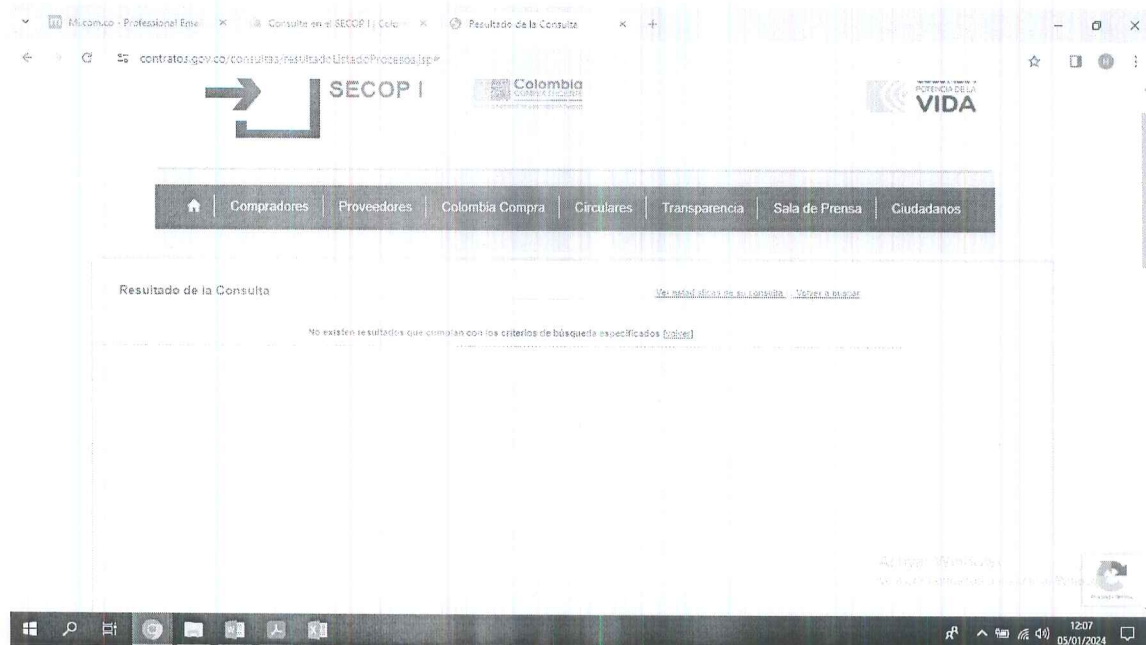 Mi.com.co - Professional Ema
Consulte en el SECOP I | Colo
Resultado de la Consulta
contratos.gov.co/consultas/resultadoListadoProcesos.jsp#
SECOP I
Colombia
POTENCIA DE LA
VIDA
Compradores
Proveedores
Colombia Compra
Circulares
Transparencia
Sala de Prensa
Ciudadanos
Resultado de la Consulta
Ver estadísticas de su consulta
Volver a buscar
No existen resultados que cumplan con los criterios de búsqueda especificados [volver]
12:07
05/01/2024